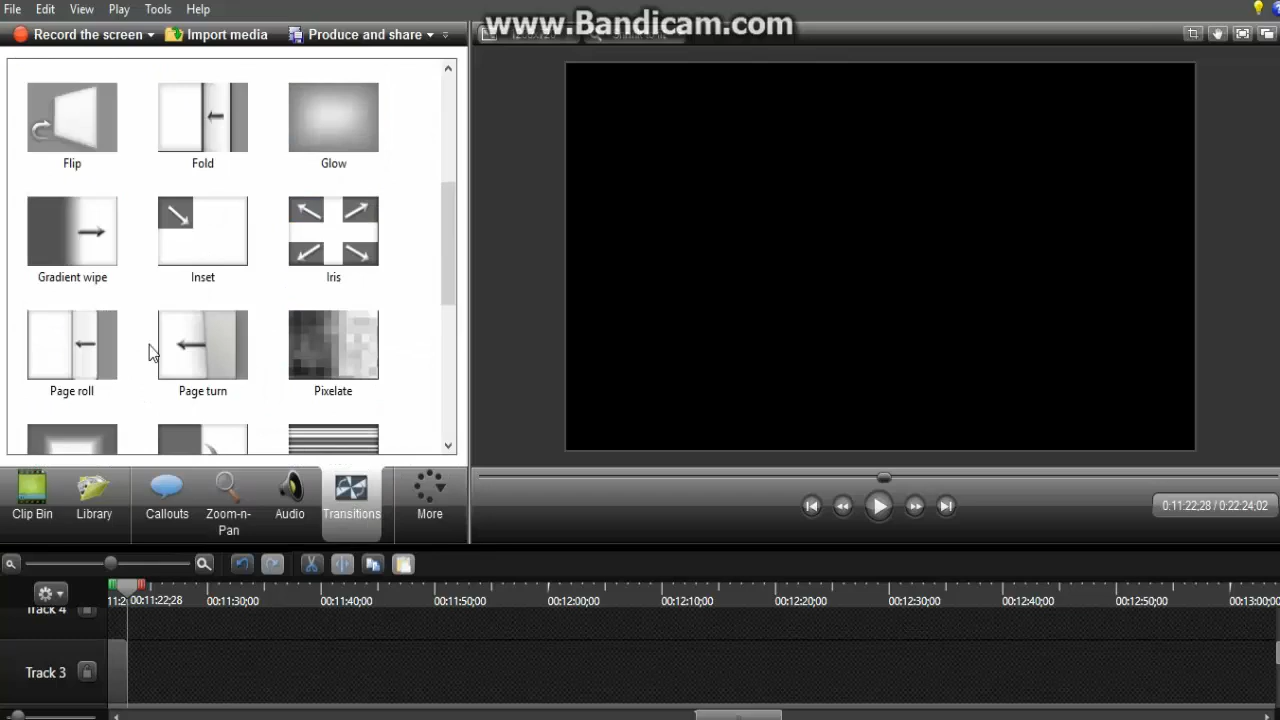 File Edit View Play Tools Help
www.Bandicam.com
Record the screen Import media Produce and share
Flip Fold Glow
Gradient wipe Inset Iris
Page roll Page turn Pixelate
Clip Bin Library Callouts Zoom-n-Pan Audio Transitions More
0:11:22;28 / 0:22:24;02
00:11:22;28 00:11:30;00 00:11:40;00 00:11:50;00 00:12:00;00 00:12:10;00 00:12:20;00 00:12:30;00 00:12:40;00 00:12:50;00 00:13:00;00
Track 4
Track 3